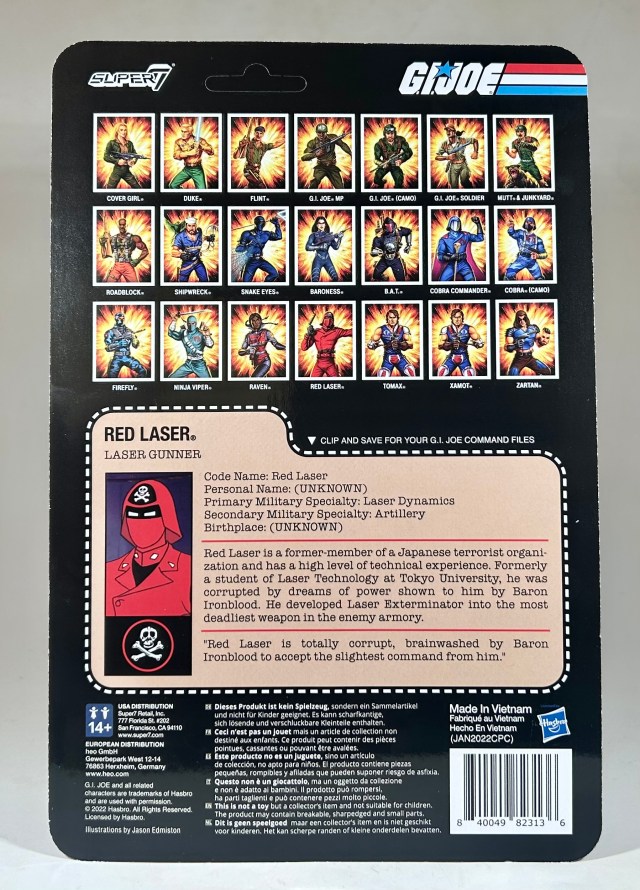 SUPER7
GIJOE
COVER GIRL®
DUKE®
FLINT®
G.I. JOE® MP
G.I. JOE® (CAMO)
G.I. JOE® SOLDIER
MUTT® & JUNKYARD®
ROADBLOCK®
SHIPWRECK®
SNAKE EYES®
BARONESS®
B.A.T.®
COBRA COMMANDER®
COBRA® (CAMO)
FIREFLY®
NINJA VIPER®
RAVEN®
RED LASER®
TOMAX®
XAMOT®
ZARTAN®
RED LASER®
LASER GUNNER
▼ CLIP AND SAVE FOR YOUR G.I. JOE COMMAND FILES
Code Name: Red Laser
Personal Name: (UNKNOWN)
Primary Military Specialty: Laser Dynamics
Secondary Military Specialty: Artillery
Birthplace: (UNKNOWN)
Red Laser is a former-member of a Japanese terrorist organi-
zation and has a high level of technical experience. Formerly
a student of Laser Technology at Tokyo University, he was
corrupted by dreams of power shown to him by Baron
Ironblood. He developed Laser Exterminator into the most
deadliest weapon in the enemy armory.
"Red Laser is totally corrupt, brainwashed by Baron
Ironblood to accept the slightest command from him."
14+
USA DISTRIBUTION
Super7 Retail, Inc.
777 Florida St. #202
San Francisco, CA 94110
www.super7.com
EUROPEAN DISTRIBUTION
heo GmbH
Gewerbepark West 12-14
76863 Herxheim, Germany
www.heo.com
G.I. JOE and all related
characters are trademarks of Hasbro
and are used with permission.
© 2022 Hasbro. All Rights Reserved.
Licensed by Hasbro.
Illustrations by Jason Edmiston
DE Dieses Produkt ist kein Spielzeug, sondern ein Sammelartikel
und nicht für Kinder geeignet. Es kann scharfkantige,
sich lösende und verschluckbare Kleinteile enthalten.
FR Ceci n'est pas un jouet mais un article de collection non
destiné aux enfants. Ce produit peut contenir des pièces
pointues, cassantes ou pouvant être avalées.
ES Este producto no es un juguete, sino un artículo
de colección, no apto para niños. El producto contiene piezas
pequeñas, rompibles y afiladas que pueden suponer riesgo de asfixia.
IT Questo non è un giocattolo, ma un oggetto da collezione
e non è adatto ai bambini. Il prodotto può rompersi,
ha parti taglienti e può contenere pezzi molto piccole.
EN This is not a toy but a collector's item and not suitable for children.
The product may contain breakable, sharpedged and small parts.
NL Dit is geen speelgoed maar een collector's item en is niet geschikt
voor kinderen. Het kan scherpe randen of kleine onderdelen bevatten.
Made In Vietnam
Fabriqué au Vietnam
Hecho En Vietnam
(JAN2022CPC)
Hasbro
8 40049 82313 6